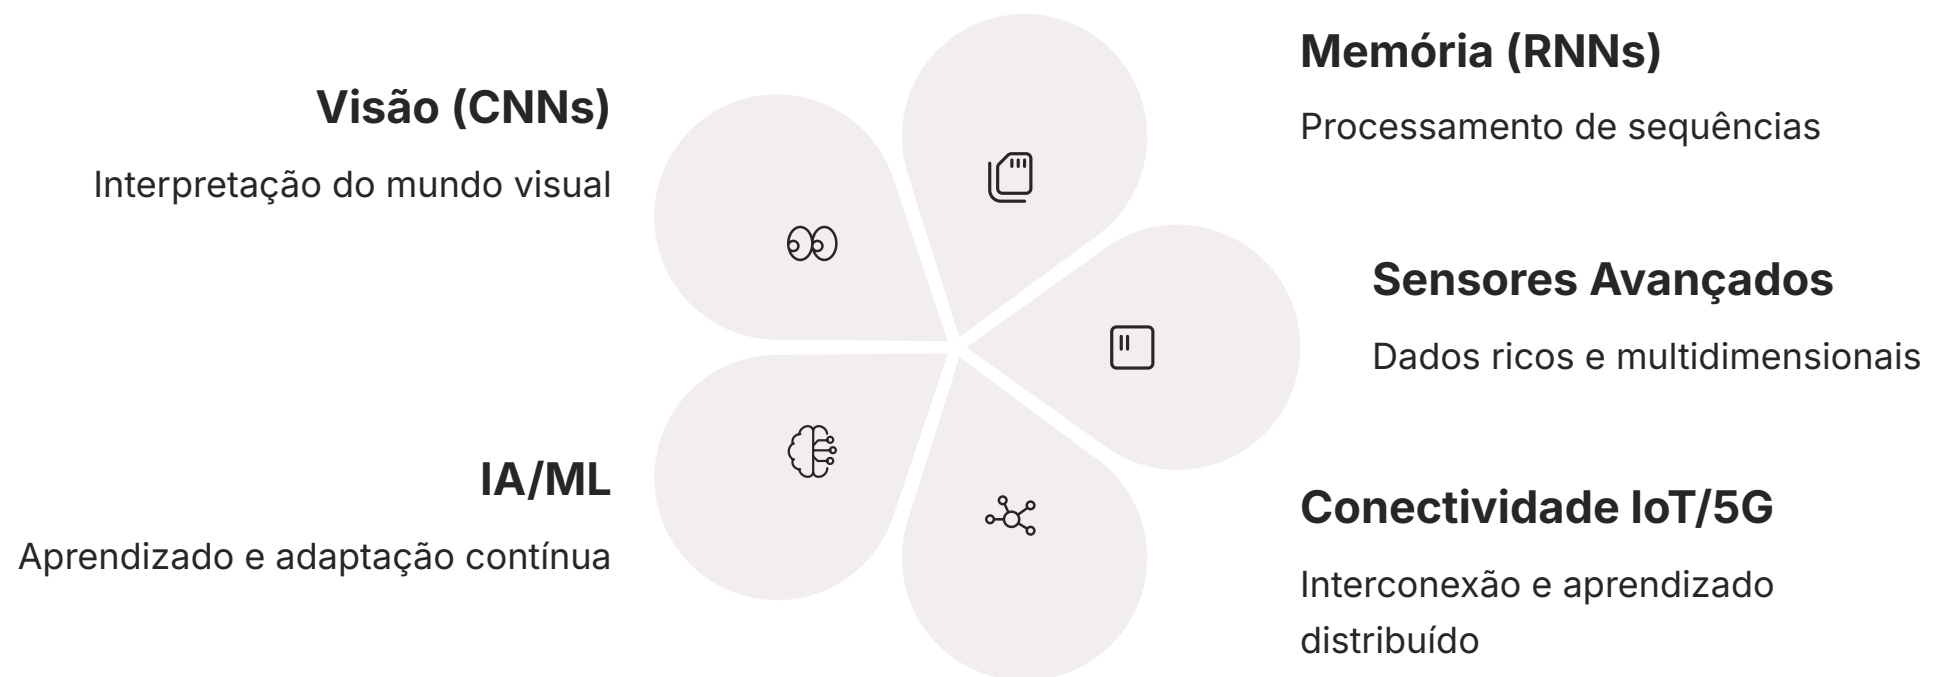 Visão (CNNs)
Interpretação do mundo visual
IA/ML
Aprendizado e adaptação contínua
Memória (RNNs)
Processamento de sequências
Sensores Avançados
Dados ricos e multidimensionais
Conectividade IoT/5G
Interconexão e aprendizado
distribuído